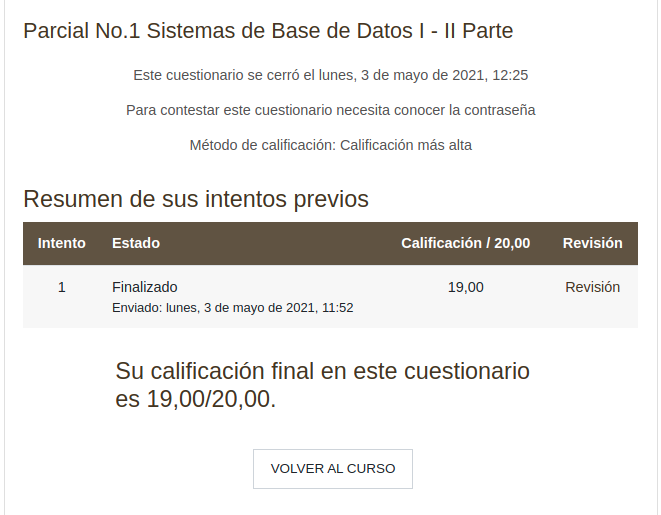 Parcial No.1 Sistemas de Base de Datos I - II Parte
Este cuestionario se cerró el lunes, 3 de mayo de 2021, 12:25
Para contestar este cuestionario necesita conocer la contraseña
Método de calificación: Calificación más alta
Resumen de sus intentos previos
Intento Estado Calificación / 20,00 Revisión
1 Finalizado 19,00 Revisión
Enviado: lunes, 3 de mayo de 2021, 11:52
Su calificación final en este cuestionario
es 19,00/20,00.
VOLVER AL CURSO